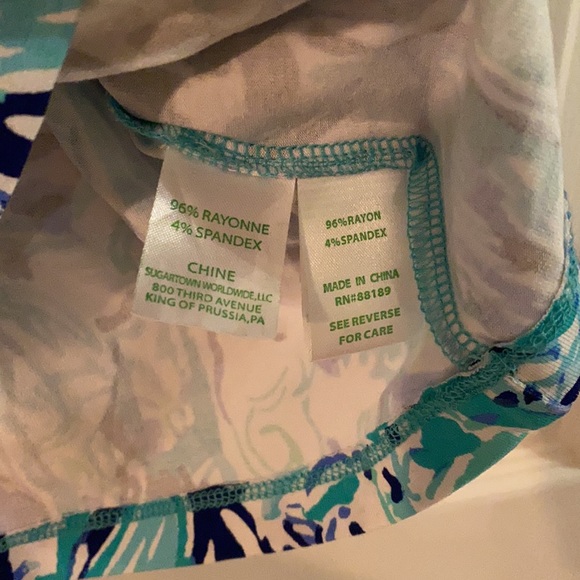 96% RAYONNE
4% SPANDEX
CHINE
SUGARTOWN WORLDWIDE,LLC
800 THIRD AVENUE
KING OF PRUSSIA,PA
96%RAYON
4%SPANDEX
MADE IN CHINA
RN#88189
SEE REVERSE
FOR CARE